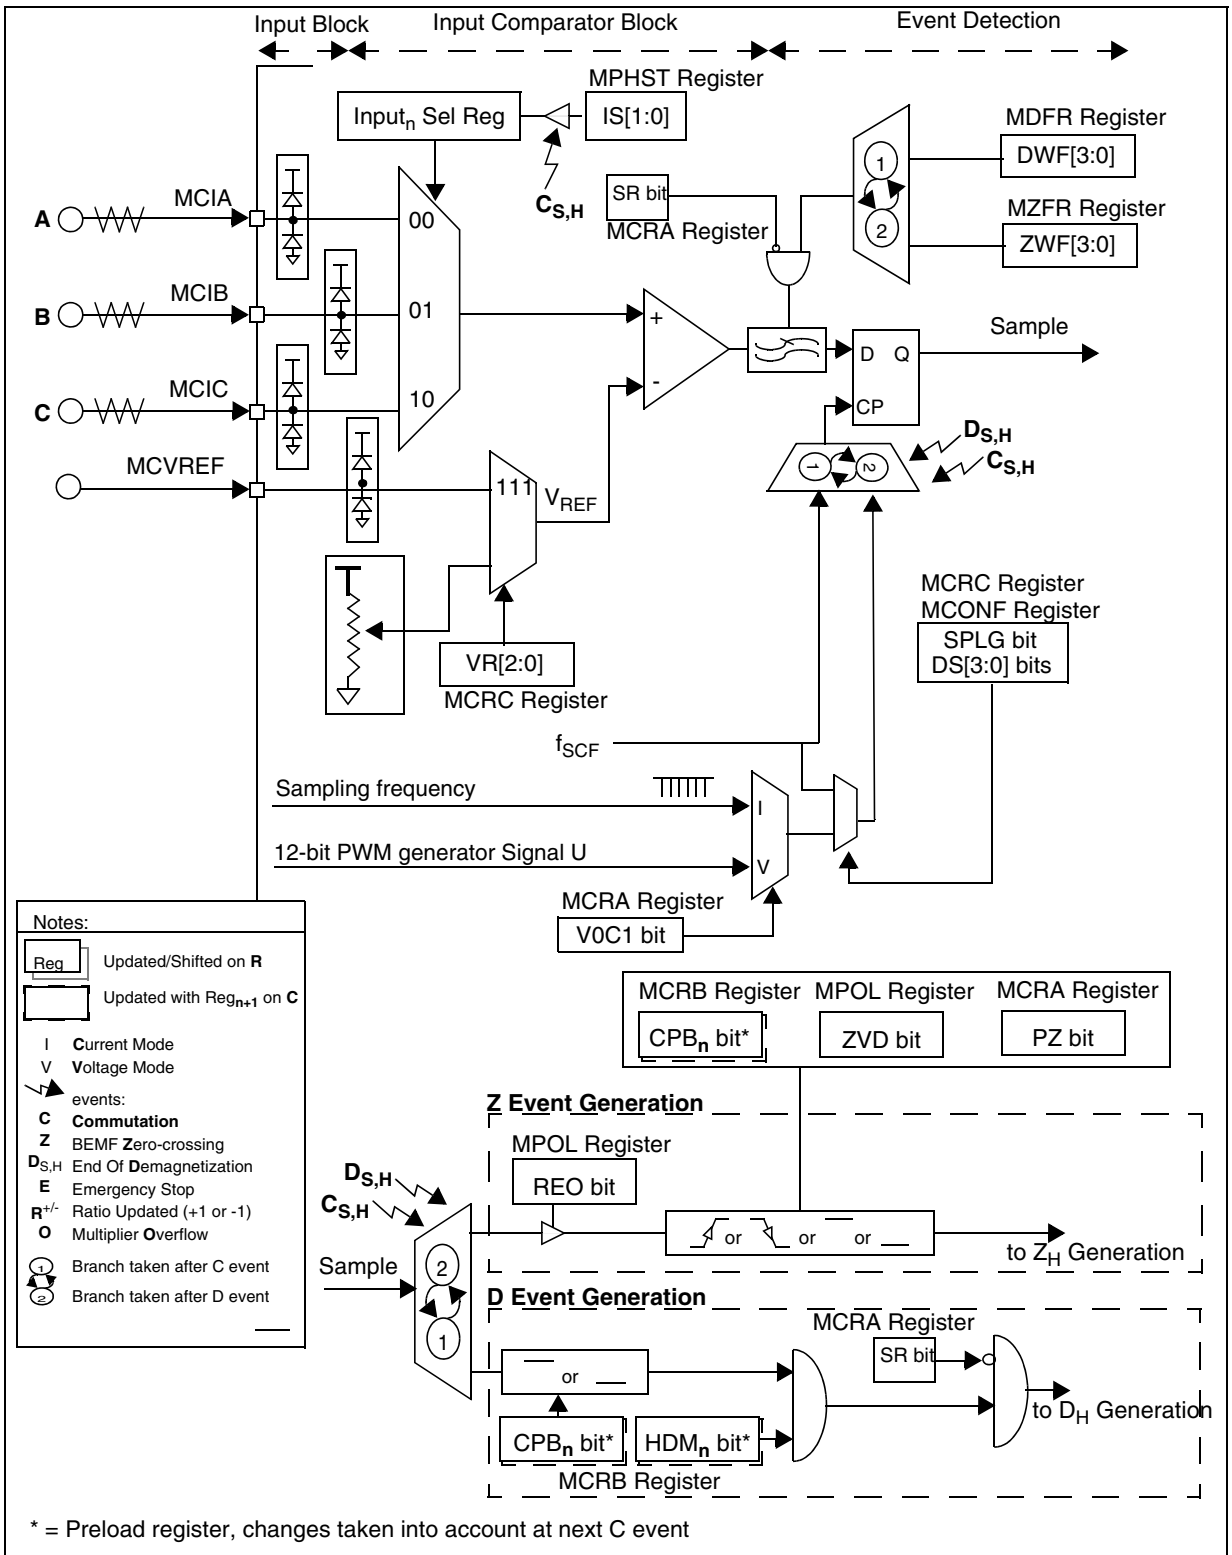 Input Block
Input Comparator Block
Event Detection
MPHST Register
Input_n Sel Reg
IS[1:0]
C_S,H
SR bit
MCRA Register
MDFR Register
DWF[3:0]
MZFR Register
ZWF[3:0]
1
2
A
MCIA
00
B
MCIB
01
C
MCIC
10
MCVREF
111
V_REF
+
-
D Q
CP
Sample
1 2
D_S,H
C_S,H
VR[2:0]
MCRC Register
MCRC Register
MCONF Register
SPLG bit
DS[3:0] bits
f_SCF
Sampling frequency
I
12-bit PWM generator Signal U
V
MCRA Register
V0C1 bit
Notes:
Reg
Updated/Shifted on R
Updated with Reg_n+1 on C
I Current Mode
V Voltage Mode
events:
C Commutation
Z BEMF Zero-crossing
D_S,H End Of Demagnetization
E Emergency Stop
R^+/- Ratio Updated (+1 or -1)
O Multiplier Overflow
1 Branch taken after C event
2 Branch taken after D event
MCRB Register
MPOL Register
MCRA Register
CPB_n bit*
ZVD bit
PZ bit
Z Event Generation
MPOL Register
REO bit
D_S,H
C_S,H
or or or
to Z_H Generation
Sample
2
1
D Event Generation
MCRA Register
SR bit
or
to D_H Generation
CPB_n bit*
HDM_n bit*
MCRB Register
* = Preload register, changes taken into account at next C event